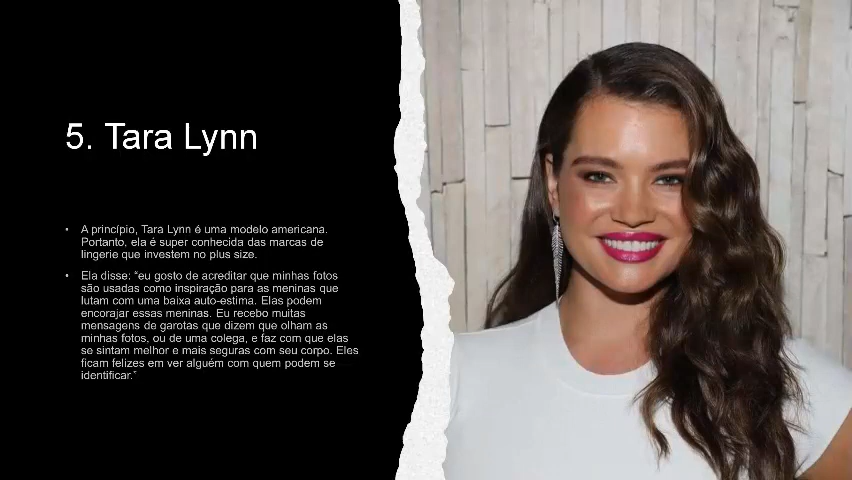 5. Tara Lynn
• A princípio, Tara Lynn é uma modelo americana.
Portanto, ela é super conhecida das marcas de
lingerie que investem no plus size.
• Ela disse: “eu gosto de acreditar que minhas fotos
são usadas como inspiração para as meninas que
lutam com uma baixa auto-estima. Elas podem
encorajar essas meninas. Eu recebo muitas
mensagens de garotas que dizem que olham as
minhas fotos, ou de uma colega, e faz com que elas
se sintam melhor e mais seguras com seu corpo. Eles
ficam felizes em ver alguém com quem podem se
identificar.”